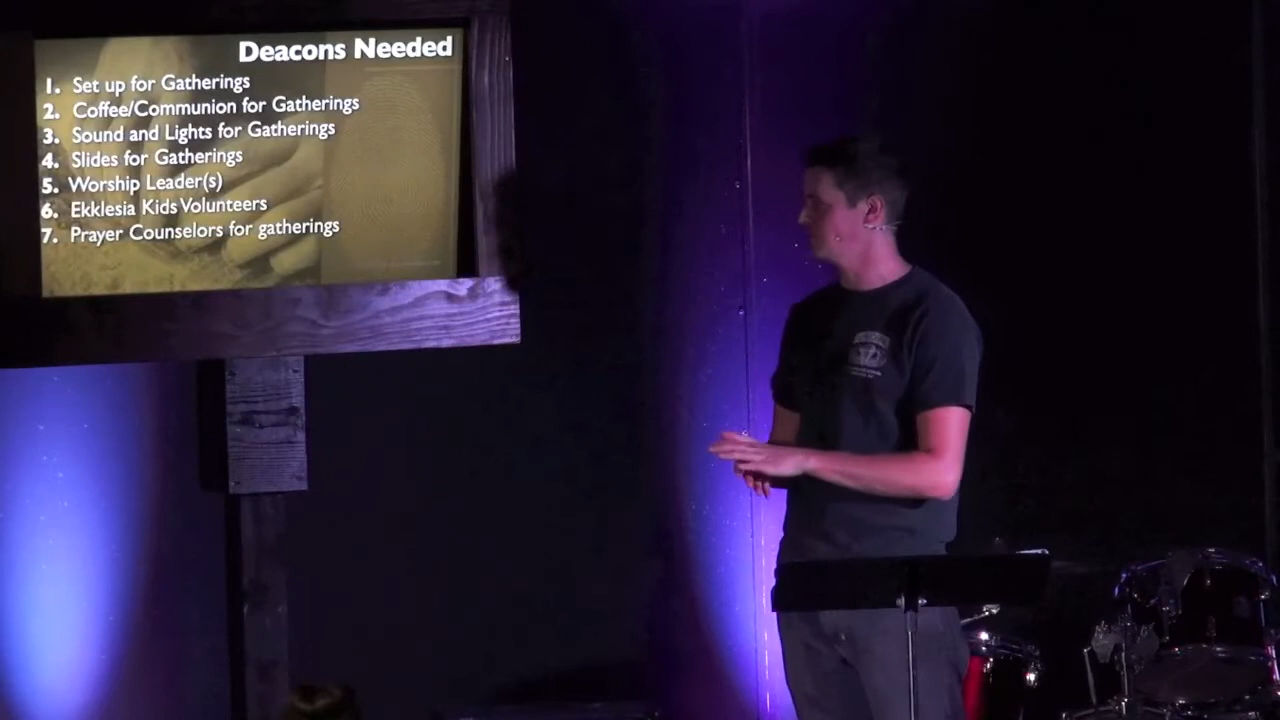 Deacons Needed
1. Set up for Gatherings
2. Coffee/Communion for Gatherings
3. Sound and Lights for Gatherings
4. Slides for Gatherings
5. Worship Leader(s)
6. Ekklesia Kids Volunteers
7. Prayer Counselors for gatherings